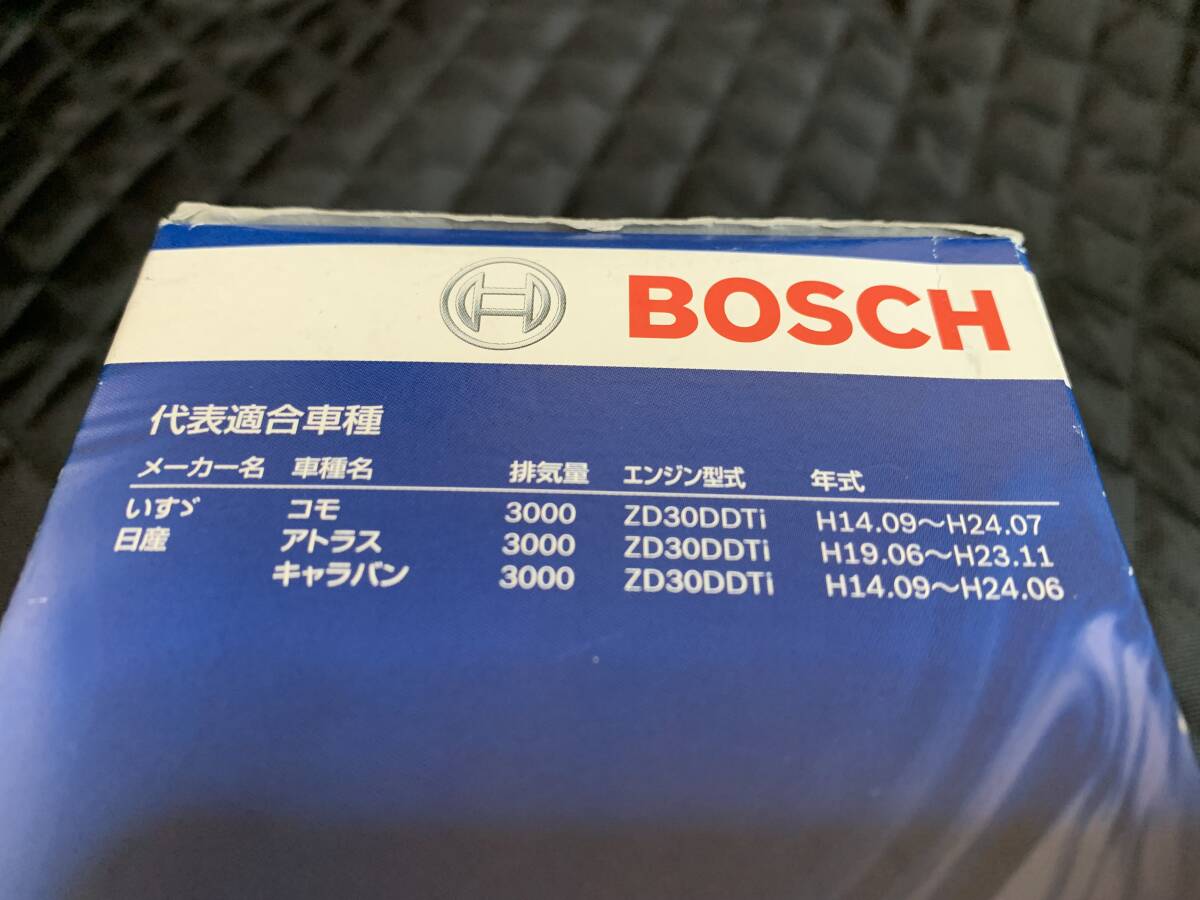 BOSCH
代表適合車種
メーカー名 車種名 排気量 エンジン型式 年式
いすゞ コモ 3000 ZD30DDTi H14.09〜H24.07
日産 アトラス 3000 ZD30DDTi H19.06〜H23.11
キャラバン 3000 ZD30DDTi H14.09〜H24.06